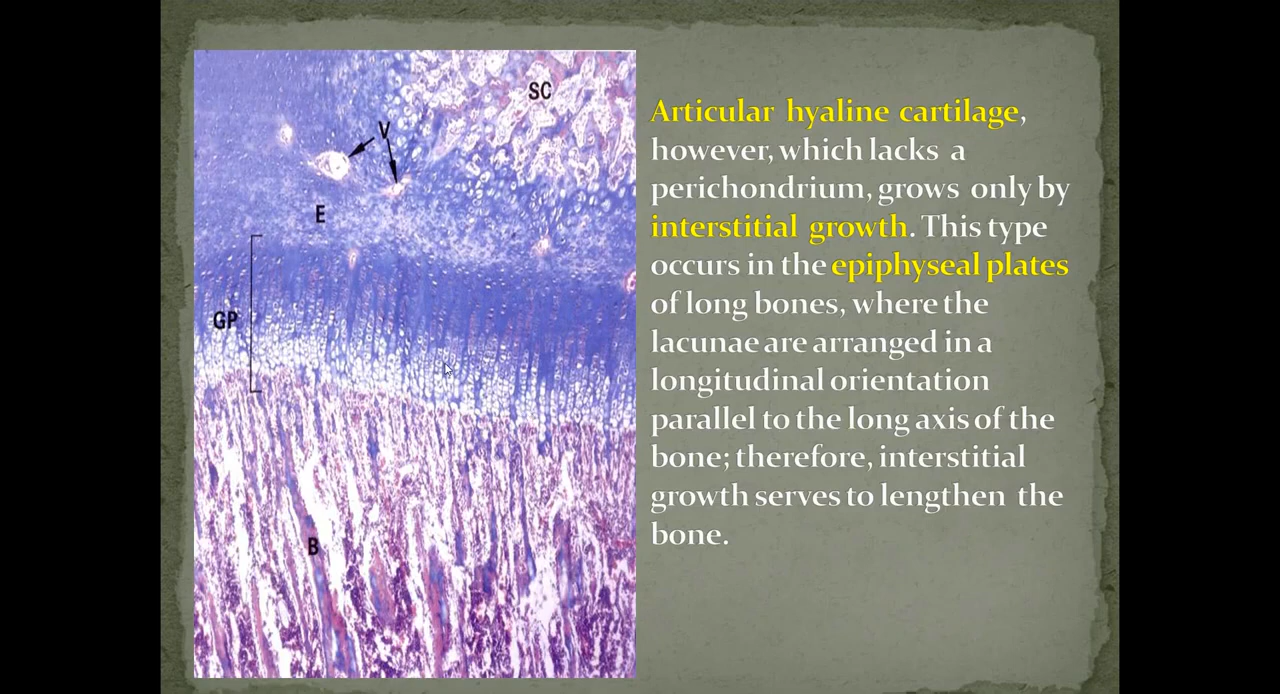 SC
V
E
GP
B
Articular hyaline cartilage,
however, which lacks a
perichondrium, grows only by
interstitial growth. This type
occurs in the epiphyseal plates
of long bones, where the
lacunae are arranged in a
longitudinal orientation
parallel to the long axis of the
bone; therefore, interstitial
growth serves to lengthen the
bone.